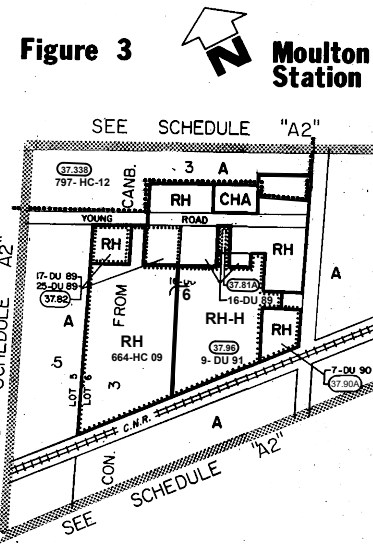 Figure 3
N
Moulton
Station
SEE SCHEDULE "A2"
37.338
797- HC-12
CANB.
3 A
RH
CHA
YOUNG ROAD
RH
RH
17- DU 89
25-DU 89
37.82
37.81A
16-DU 89
A
A
FROM
6
RH
664-HC 09
RH-H
37.96
9- DU 91
RH
7-DU 90
37.90A
5
3
LOT 5
LOT 6
C.N.R.
A
CON.
SEE SCHEDULE "A2"
SCHEDULE "A2"